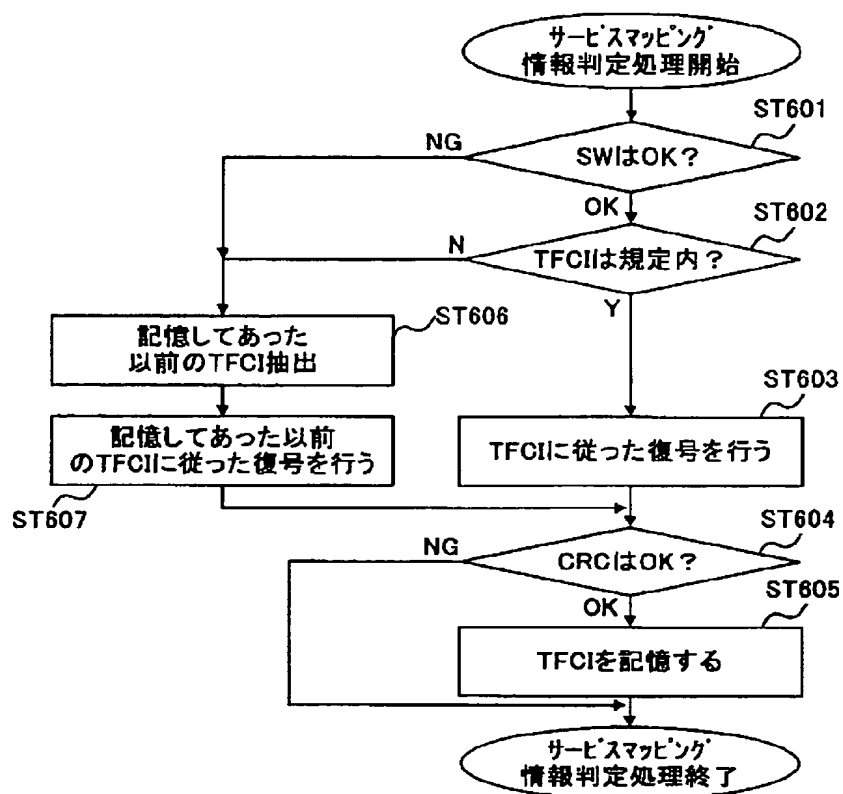 サービスマッピング
情報判定処理開始
ST601
NG
SWはOK？
OK
ST602
N
TFCIは規定内？
Y
ST606
記憶してあった
以前のTFCI抽出
ST603
記憶してあった以前
のTFCIに従った復号を行う
TFCIに従った復号を行う
ST607
ST604
NG
CRCはOK？
ST605
OK
TFCIを記憶する
サービスマッピング
情報判定処理終了